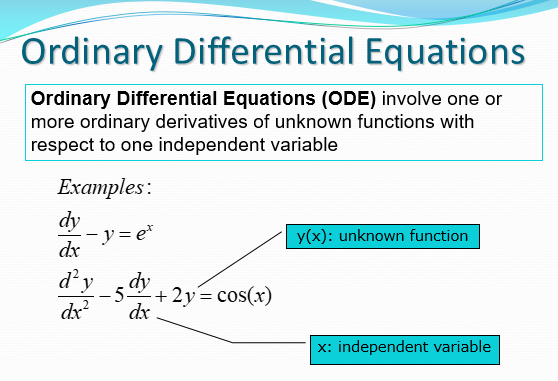 Ordinary Differential Equations
Ordinary Differential Equations (ODE) involve one or
more ordinary derivatives of unknown functions with
respect to one independent variable
Examples:
dy/dx − y = eˣ
y(x): unknown function
d²y/dx² − 5 dy/dx + 2y = cos(x)
x: independent variable